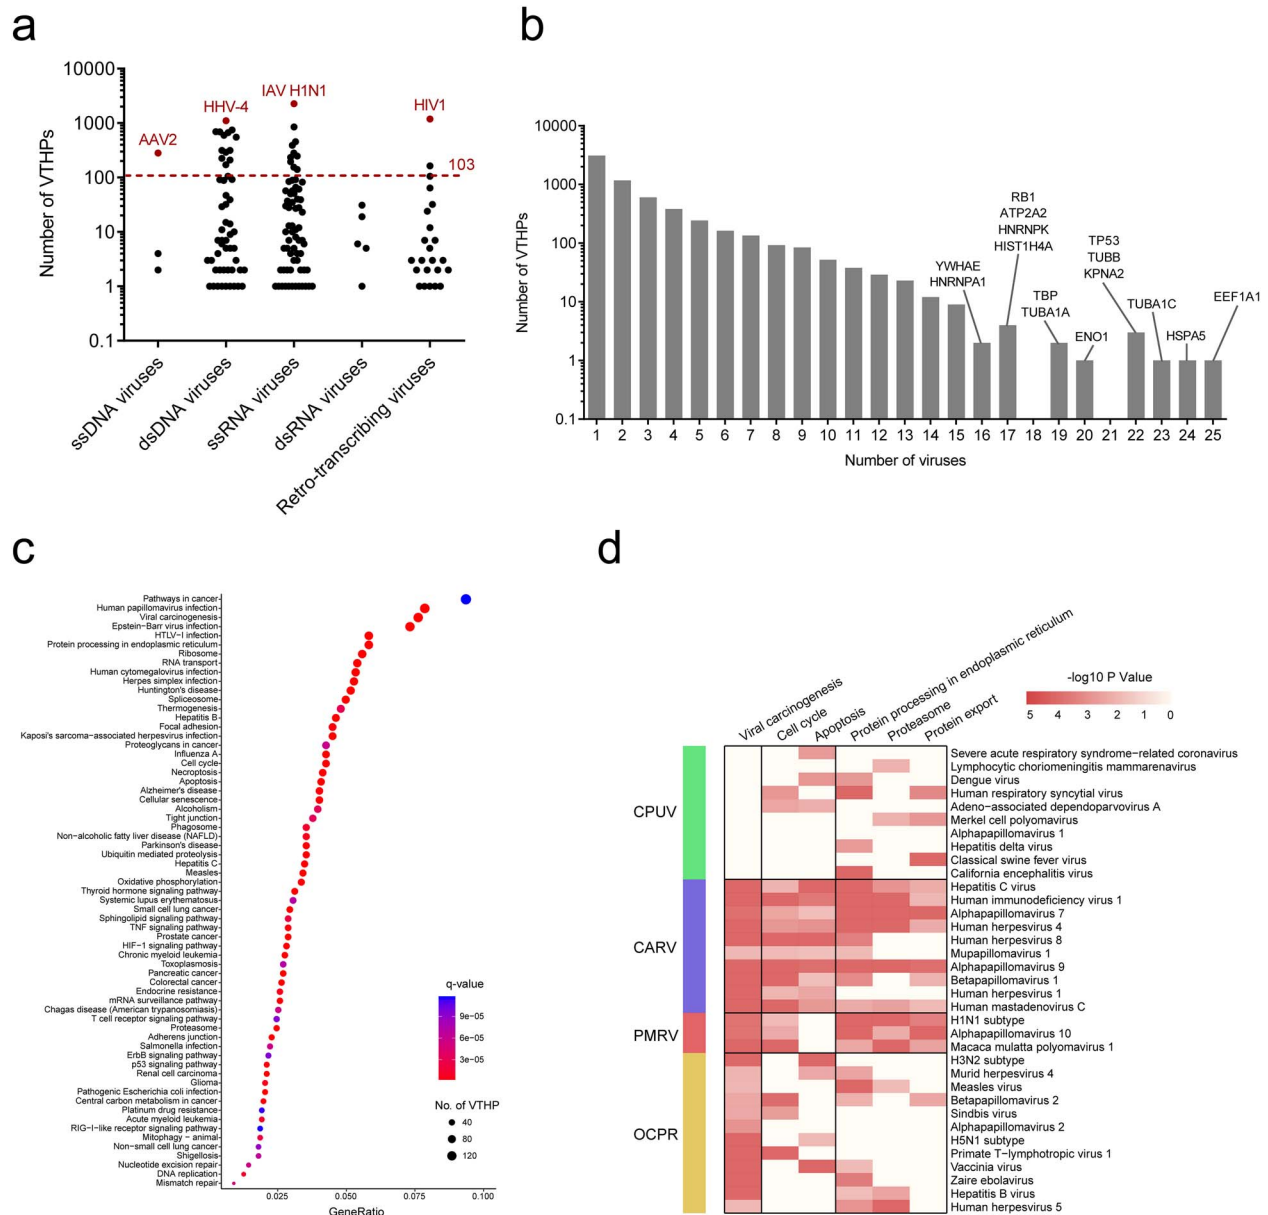 a
10000
1000
100
10
1
0.1
Number of VTHPs
AAV2
HHV-4
IAV H1N1
HIV1
103
ssDNA viruses
dsDNA viruses
ssRNA viruses
dsRNA viruses
Retro-transcribing viruses
b
10000
1000
100
10
1
0.1
Number of VTHPs
YWHAE
HNRNPA1
RB1
ATP2A2
HNRNPK
HIST1H4A
TBP
TUBA1A
ENO1
TP53
TUBB
KPNA2
TUBA1C
HSPA5
EEF1A1
1 2 3 4 5 6 7 8 9 10 11 12 13 14 15 16 17 18 19 20 21 22 23 24 25
Number of viruses
c
Pathways in cancer
Human papillomavirus infection
Viral carcinogenesis
Epstein−Barr virus infection
HTLV−I infection
Protein processing in endoplasmic reticulum
Ribosome
RNA transport
Human cytomegalovirus infection
Herpes simplex infection
Huntington's disease
Spliceosome
Thermogenesis
Hepatitis B
Focal adhesion
Kaposi's sarcoma−associated herpesvirus infection
Proteoglycans in cancer
Influenza A
Cell cycle
Necroptosis
Apoptosis
Alzheimer's disease
Cellular senescence
Alcoholism
Tight junction
Phagosome
Non−alcoholic fatty liver disease (NAFLD)
Parkinson's disease
Ubiquitin mediated proteolysis
Hepatitis C
Measles
Oxidative phosphorylation
Thyroid hormone signaling pathway
Systemic lupus erythematosus
Small cell lung cancer
Sphingolipid signaling pathway
TNF signaling pathway
Prostate cancer
HIF−1 signaling pathway
Chronic myeloid leukemia
Toxoplasmosis
Pancreatic cancer
Colorectal cancer
Endocrine resistance
mRNA surveillance pathway
Chagas disease (American trypanosomiasis)
T cell receptor signaling pathway
Proteasome
Adherens junction
Salmonella infection
ErbB signaling pathway
p53 signaling pathway
Renal cell carcinoma
Glioma
Pathogenic Escherichia coli infection
Central carbon metabolism in cancer
Platinum drug resistance
Acute myeloid leukemia
RIG−I−like receptor signaling pathway
Mitophagy − animal
Non−small cell lung cancer
Shigellosis
Nucleotide excision repair
DNA replication
Mismatch repair
0.025 0.050 0.075 0.100
GeneRatio
q-value
9e−05
6e−05
3e−05
No. of VTHP
40
80
120
d
Viral carcinogenesis
Cell cycle
Apoptosis
Protein processing in endoplasmic reticulum
Proteasome
Protein export
-log10 P Value
5 4 3 2 1 0
CPUV
CARV
PMRV
OCPR
Severe acute respiratory syndrome-related coronavirus
Lymphocytic choriomeningitis mammarenavirus
Dengue virus
Human respiratory syncytial virus
Adeno-associated dependoparvovirus A
Merkel cell polyomavirus
Alphapapillomavirus 1
Hepatitis delta virus
Classical swine fever virus
California encephalitis virus
Hepatitis C virus
Human immunodeficiency virus 1
Alphapapillomavirus 7
Human herpesvirus 4
Human herpesvirus 8
Mupapillomavirus 1
Alphapapillomavirus 9
Betapapillomavirus 1
Human herpesvirus 1
Human mastadenovirus C
H1N1 subtype
Alphapapillomavirus 10
Macaca mulatta polyomavirus 1
H3N2 subtype
Murid herpesvirus 4
Measles virus
Betapapillomavirus 2
Sindbis virus
Alphapapillomavirus 2
H5N1 subtype
Primate T−lymphotropic virus 1
Vaccinia virus
Zaire ebolavirus
Hepatitis B virus
Human herpesvirus 5